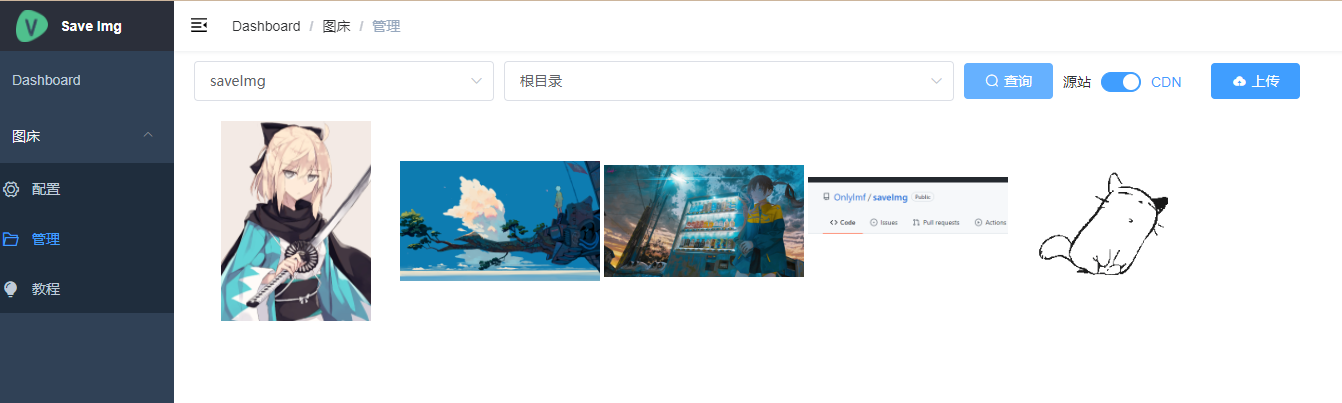 Save Img
Dashboard / 图床 / 管理
Dashboard
saveImg
根目录
查询
源站
CDN
上传
图床
配置
管理
教程
OnlyImf / saveImg
Public
Code
Issues
Pull requests
Actions